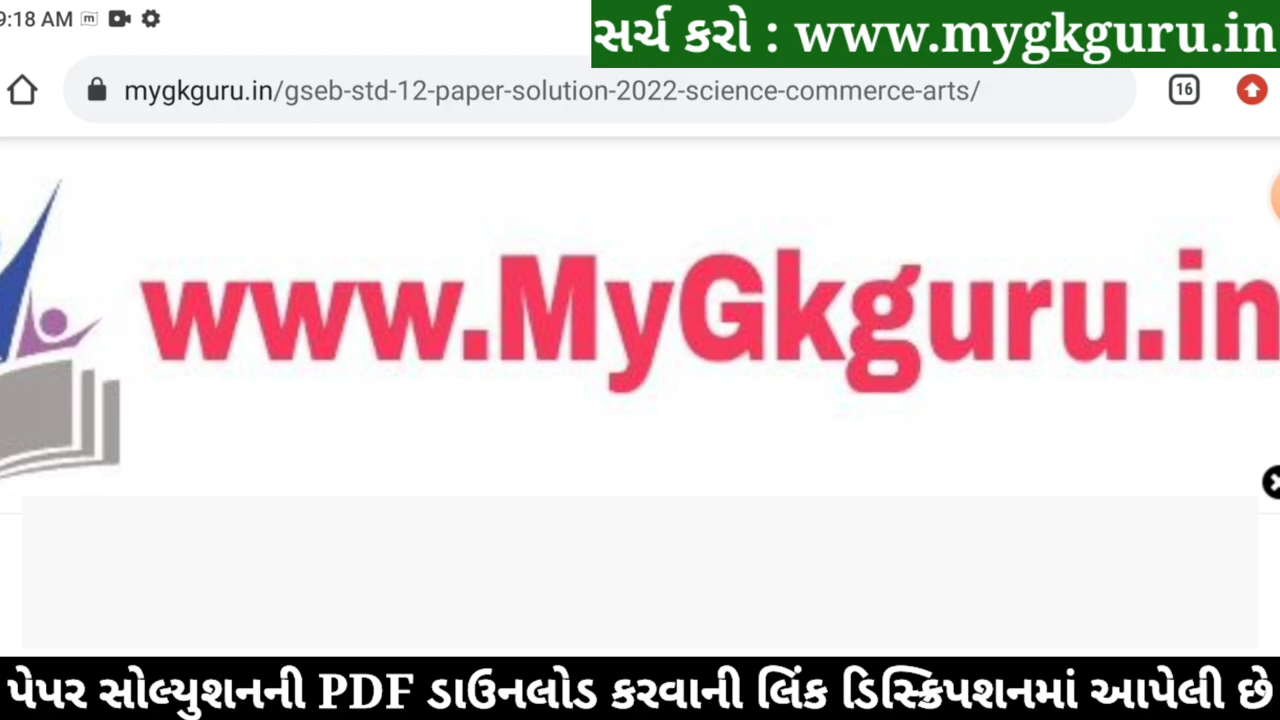 9:18 AM
સર્ચ કરો : www.mygkguru.in
mygkguru.in/gseb-std-12-paper-solution-2022-science-commerce-arts/
16
www.MyGkguru.in
પેપર સોલ્યુશનની PDF ડાઉનલોડ કરવાની લિંક ડિસ્ક્રિપશનમાં આપેલી છે